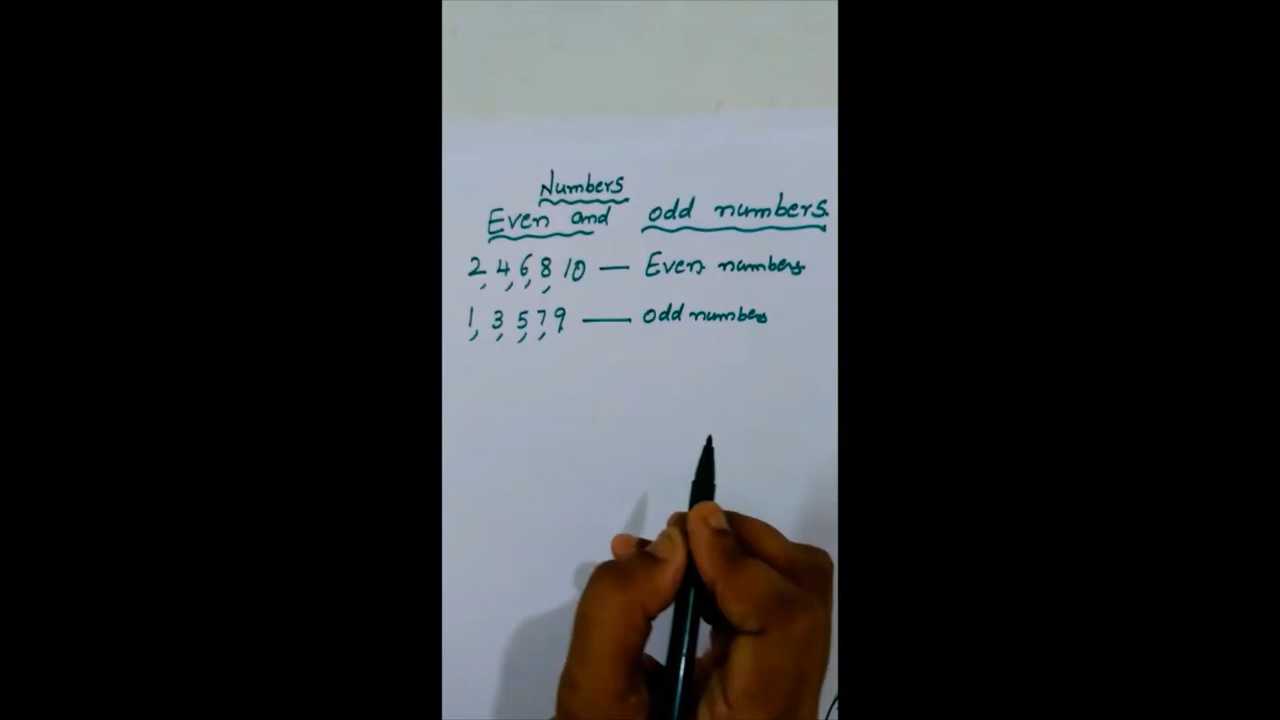 Numbers
Even and odd numbers.
2, 4, 6, 8, 10 — Even numbers
1, 3, 5, 7, 9 — odd numbers